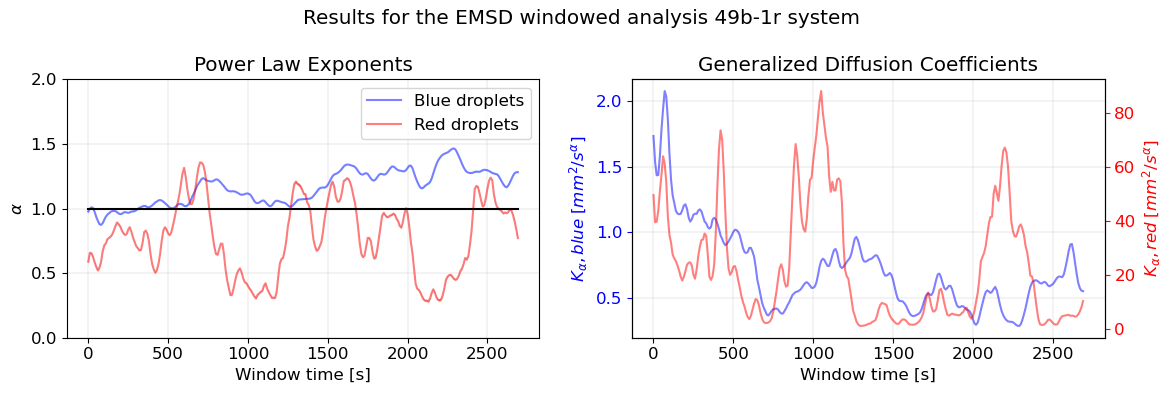 Results for the EMSD windowed analysis 49b-1r system
Power Law Exponents
2.0
1.5
1.0
0.5
0.0
α
Blue droplets
Red droplets
0 500 1000 1500 2000 2500
Window time [s]
Generalized Diffusion Coefficients
2.0
1.5
1.0
0.5
K_α, blue [mm²/s^α]
80
60
40
20
0
K_α, red [mm²/s^α]
0 500 1000 1500 2000 2500
Window time [s]